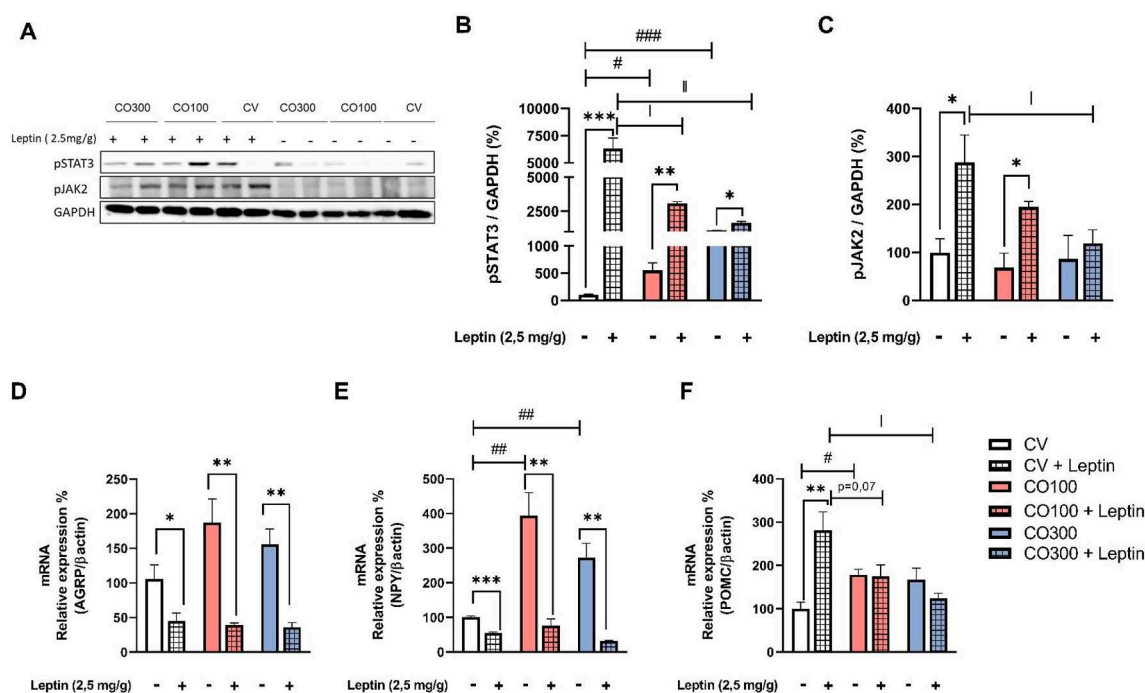 A
CO300 CO100 CV CO300 CO100 CV
Leptin ( 2.5mg/g) + + + + + + - - - - - -
pSTAT3
pJAK2
GAPDH
B
###
#
||
|
***
**
*
pSTAT3 / GAPDH (%)
10000
7500
5000
5000
2500
1000
500
0
Leptin (2,5 mg/g) - + - + - +
C
|
*
*
pJAK2 / GAPDH (%)
400
300
200
100
0
Leptin (2,5 mg/g) - + - + - +
D
*
**
**
mRNA
Relative expression %
(AGRP/βactin)
250
200
150
100
50
0
Leptin (2,5 mg/g) - + - + - +
E
##
##
***
**
**
mRNA
Relative expression %
(NPY/βactin)
500
400
300
200
100
0
Leptin (2,5 mg/g) - + - + - +
F
|
#
p=0,07
**
mRNA
Relative expression %
(POMC/βactin)
400
300
200
100
0
Leptin (2,5 mg/g) - + - + - +
CV
CV + Leptin
CO100
CO100 + Leptin
CO300
CO300 + Leptin